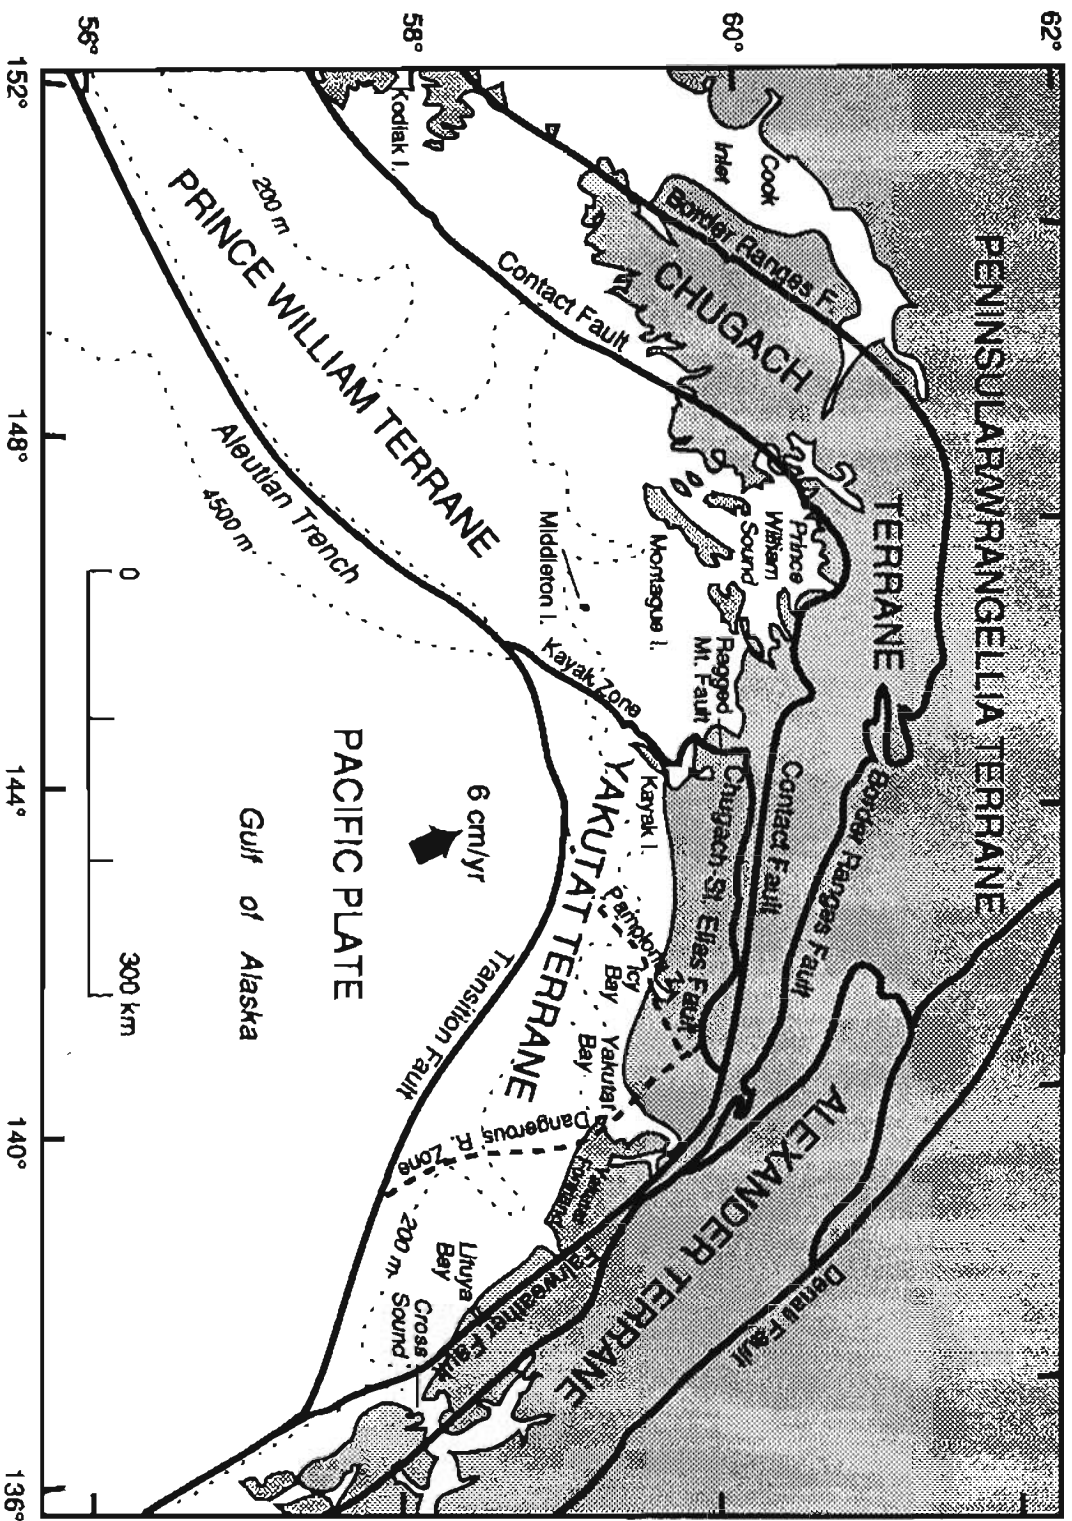 62°
60°
58°
56°
152°
148°
144°
140°
136°
PENINSULAR/WRANGELLIA TERRANE
Cook
Inlet
Border Ranges F.
CHUGACH
TERRANE
Kodiak I.
Contact Fault
200 m
PRINCE WILLIAM TERRANE
Aleutian Trench
4500 m
Prince
William
Sound
Montague I.
Middleton I.
Ragged
Mt. Fault
Kayak Zone
Kayak I.
Border Ranges Fault
Contact Fault
Chugach-St. Elias Fault
Pamplona
Icy
Bay
Yakutat
Bay
YAKUTAT TERRANE
Transition Fault
Dangerous R.
Zone
Yakutat
Foreland
ALEXANDER TERRANE
Denali Fault
Fairweather Fault
Lituya
Bay
Cross
Sound
200 m
6 cm/yr
PACIFIC PLATE
Gulf of Alaska
0
300 km